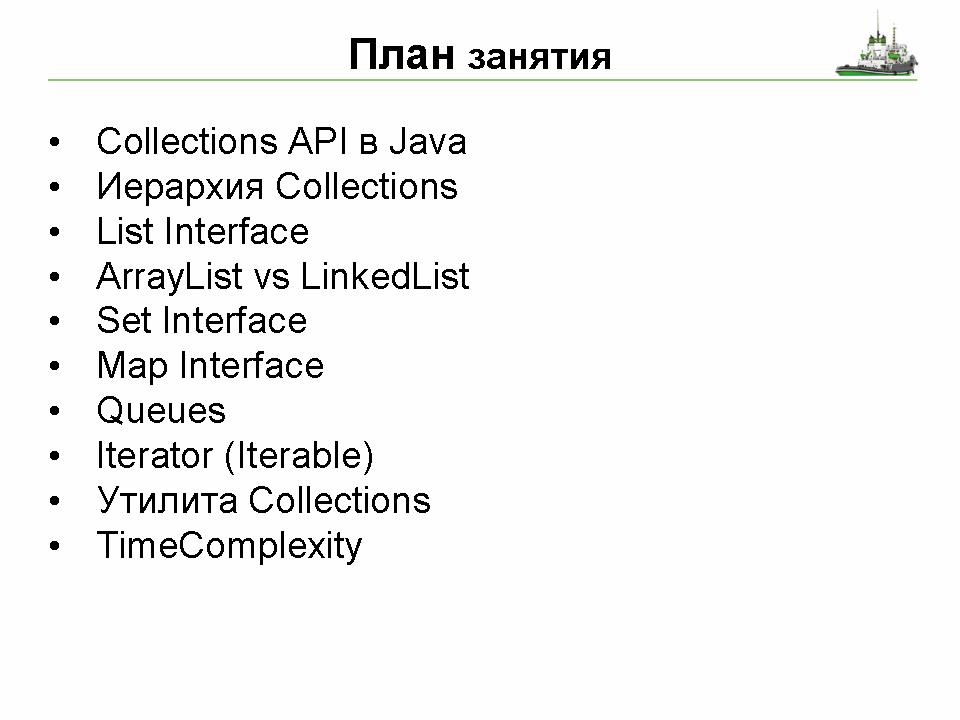 План занятия
• Collections API в Java
• Иерархия Collections
• List Interface
• ArrayList vs LinkedList
• Set Interface
• Map Interface
• Queues
• Iterator (Iterable)
• Утилита Collections
• TimeComplexity